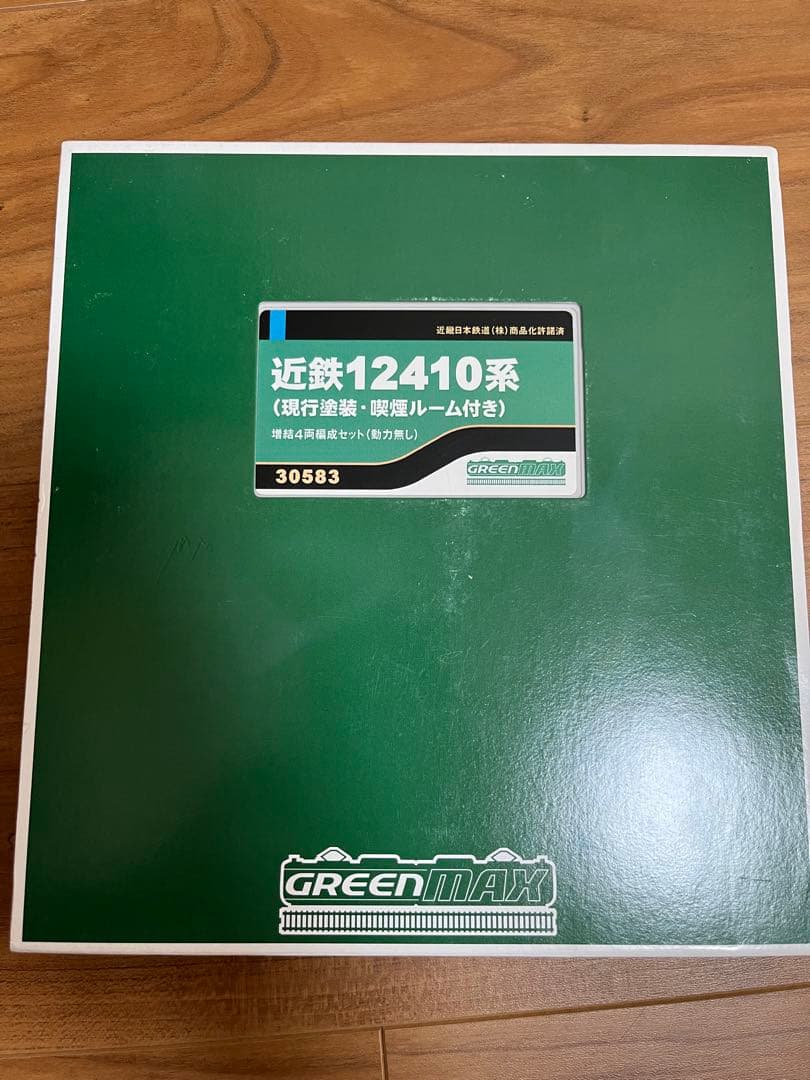 近畿日本鉄道(株)商品化許諾済
近鉄12410系
(現行塗装・喫煙ルーム付き)
増結4両編成セット(動力無し)
30583
GREENMAX
GREENMAX